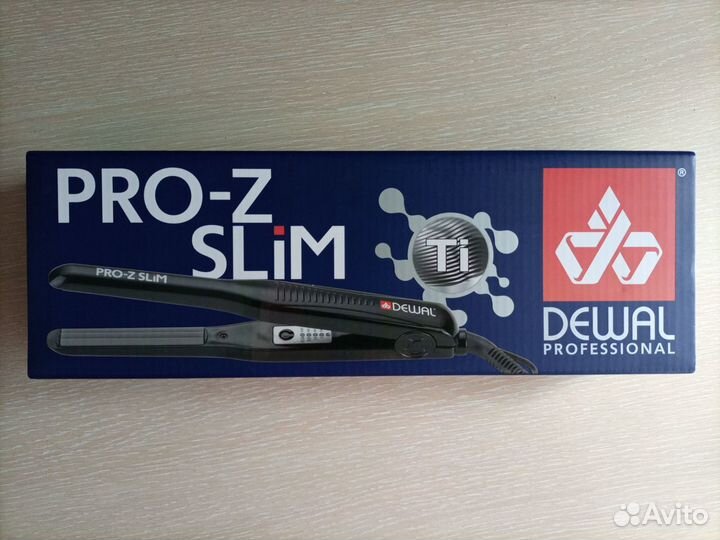 PRO-Z
SLiM
Ti
®
DEWAL
PROFESSIONAL
PRO-Z SLiM
DEWAL
Avito